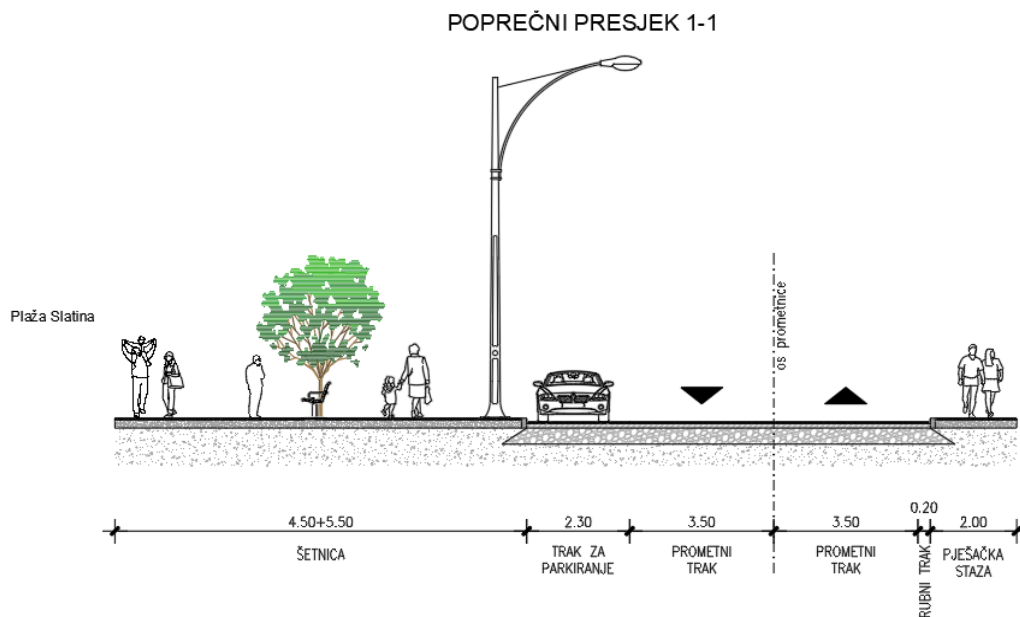 POPREČNI PRESJEK 1-1
Plaža Slatina
os prometnice
4.50+5.50
2.30
3.50
3.50
0.20
2.00
ŠETNICA
TRAK ZA
PARKIRANJE
PROMETNI
TRAK
PROMETNI
TRAK
RUBNI TRAK
PJEŠAČKA
STAZA